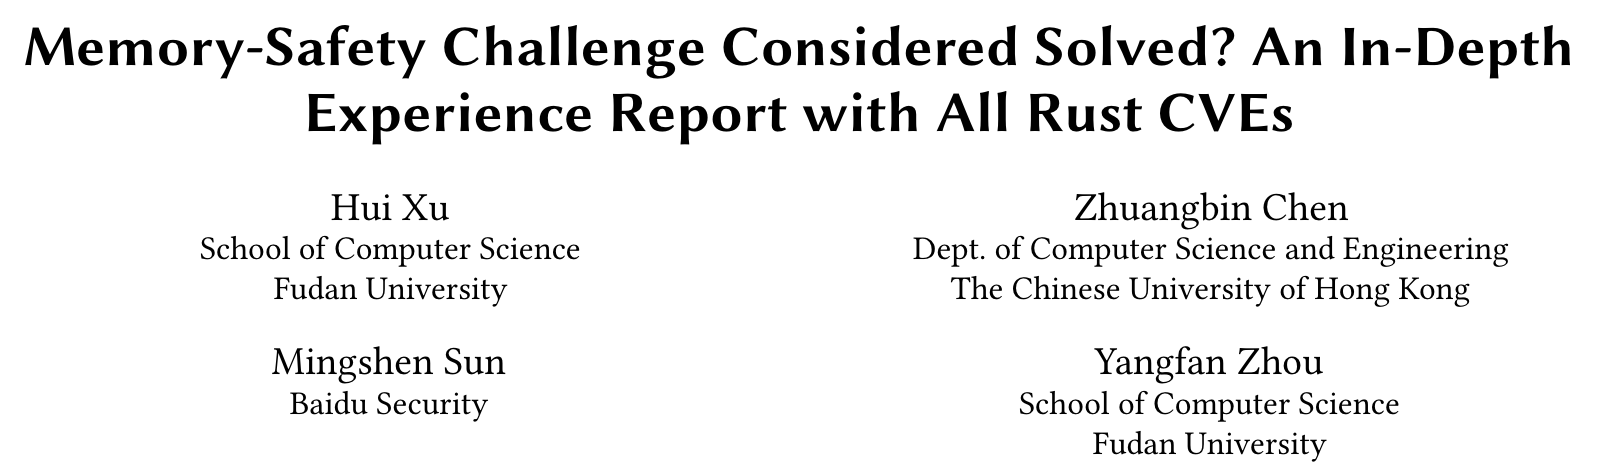 Memory-Safety Challenge Considered Solved? An In-Depth
Experience Report with All Rust CVEs
Hui Xu
School of Computer Science
Fudan University
Zhuangbin Chen
Dept. of Computer Science and Engineering
The Chinese University of Hong Kong
Mingshen Sun
Baidu Security
Yangfan Zhou
School of Computer Science
Fudan University